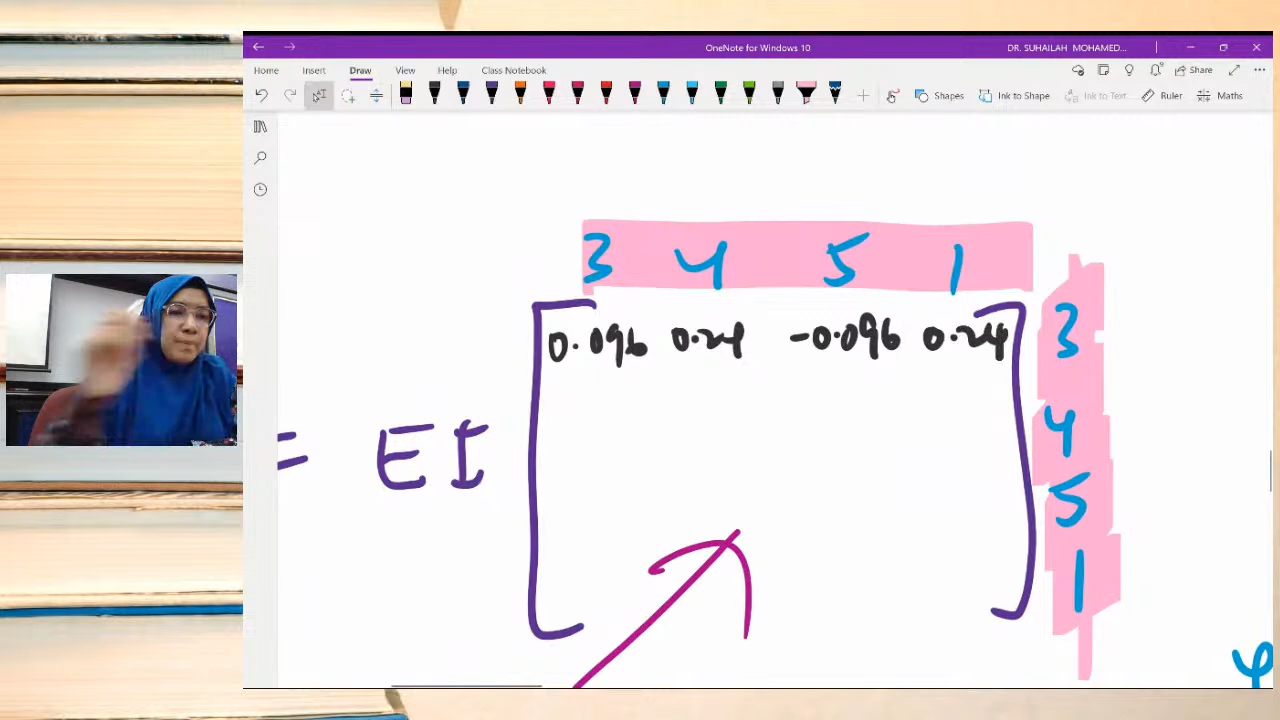 OneNote for Windows 10
DR. SUHAILAH MOHAMED...
Home Insert Draw View Help Class Notebook
Share
Shapes Ink to Shape Ink to Text Ruler Maths
3 4 5 1
0.096 0.24 -0.096 0.24 3
4
= EI
5
1
φ